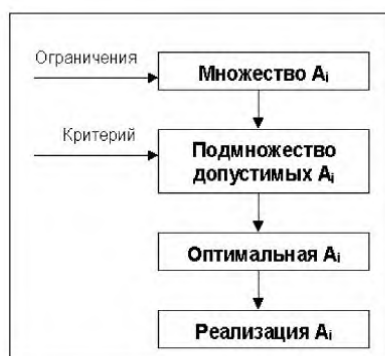 Ограничения
Множество Ai
Критерий
Подмножество
допустимых Ai
Оптимальная Ai
Реализация Ai